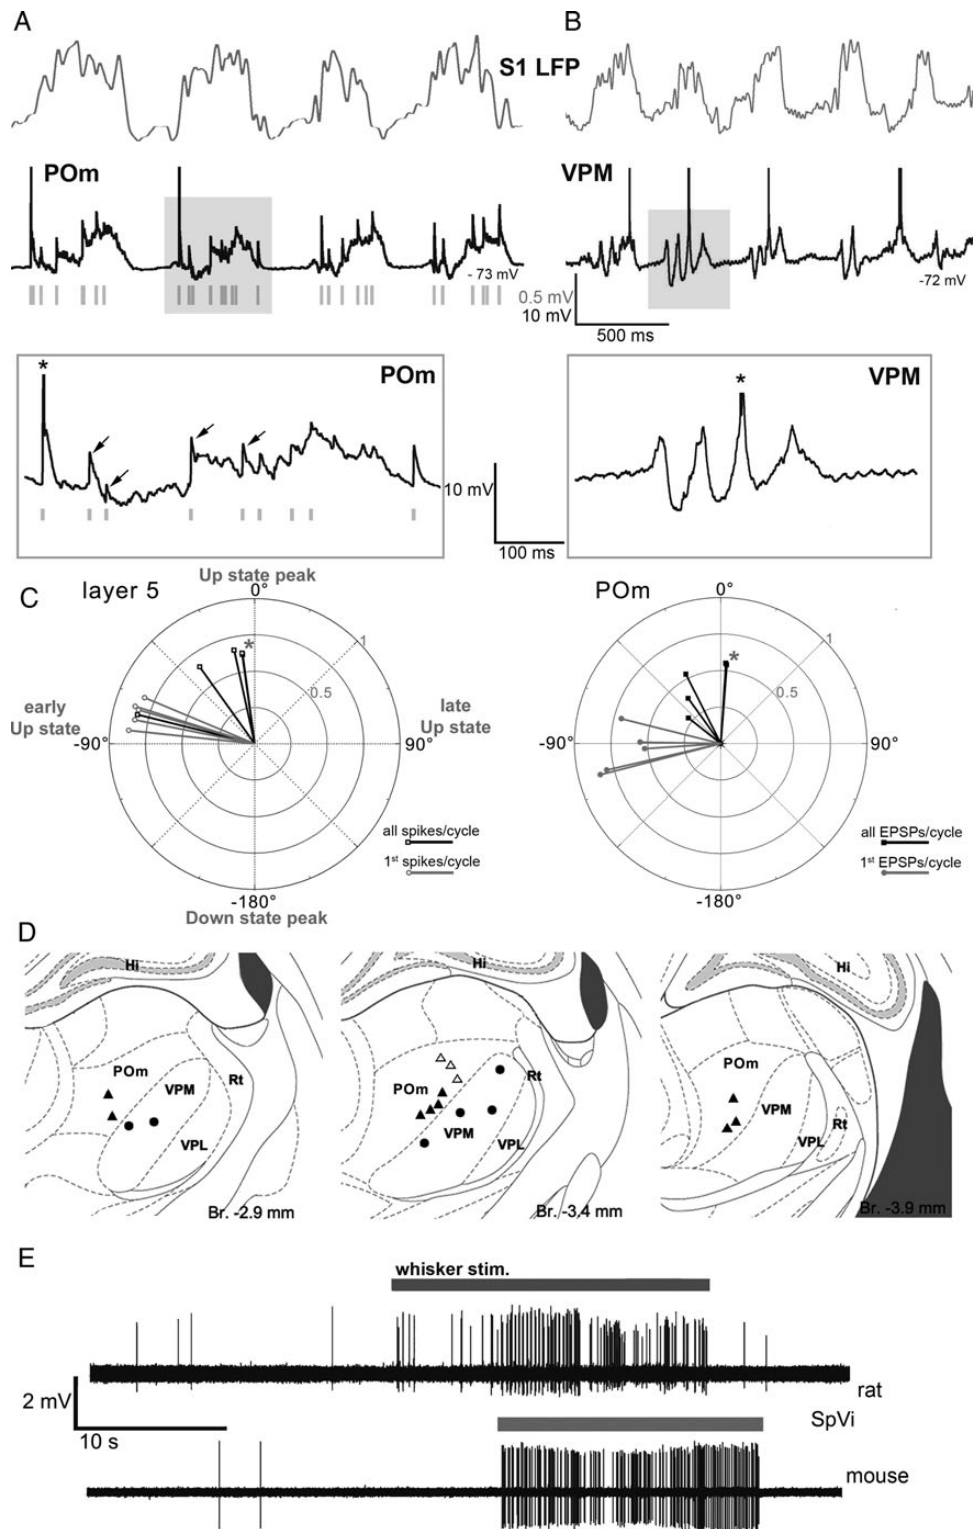 A
B
S1 LFP
POm
VPM
- 73 mV
-72 mV
0.5 mV
10 mV
500 ms
*
POm
*
VPM
10 mV
100 ms
Up state peak
C
layer 5
0°
POm
0°
*
1
0.5
*
1
0.5
early
Up state
late
Up state
-90°
90°
-90°
90°
all spikes/cycle
1st spikes/cycle
all EPSPs/cycle
1st EPSPs/cycle
-180°
-180°
Down state peak
D
Hi
Hi
Hi
POm
VPM
Rt
VPL
Br. -2.9 mm
POm
Rt
VPM
VPL
Br. -3.4 mm
POm
VPM
Rt
VPL
Br. -3.9 mm
E
whisker stim.
rat
2 mV
10 s
SpVi
mouse